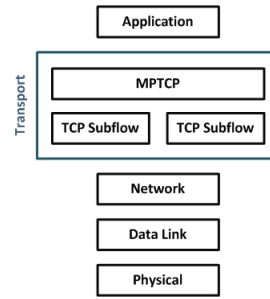 Application
Transport
MPTCP
TCP Subflow
TCP Subflow
Network
Data Link
Physical